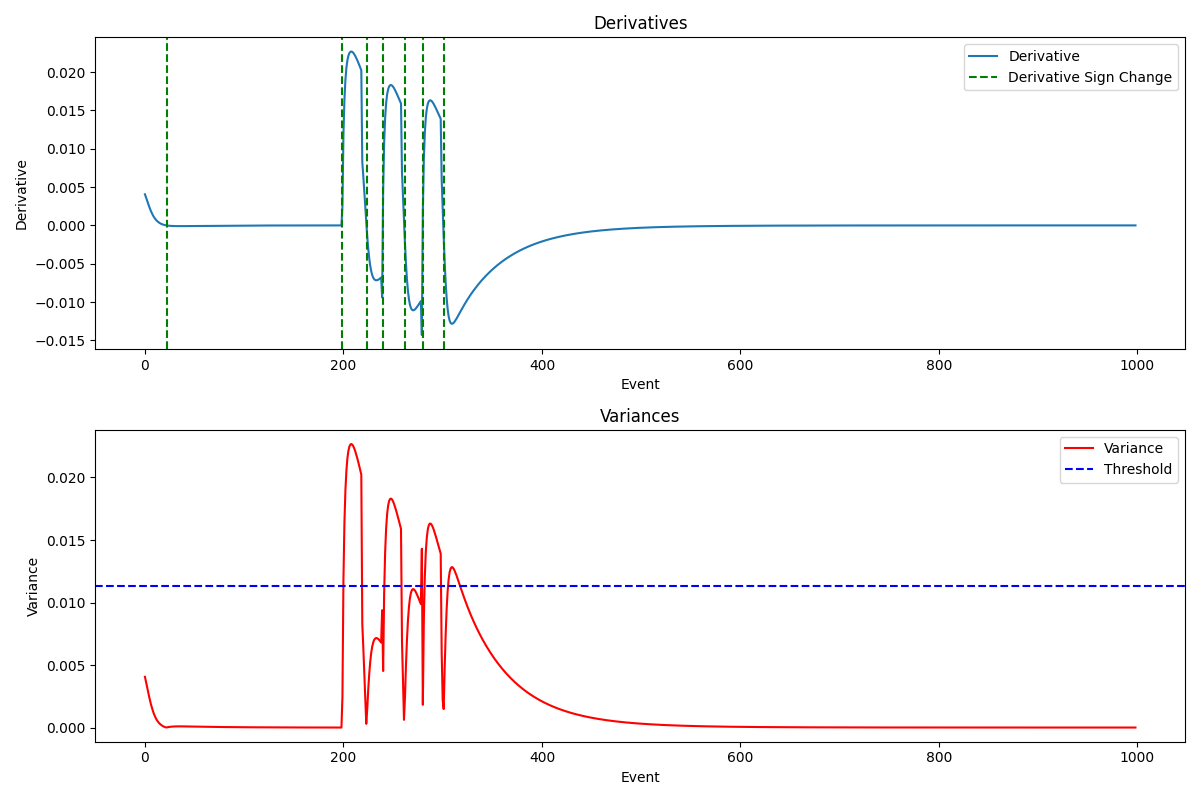 Derivatives
Derivative
Derivative Sign Change
0.020
0.015
0.010
0.005
0.000
−0.005
−0.010
−0.015
Derivative
0 200 400 600 800 1000
Event
Variances
Variance
Threshold
0.020
0.015
0.010
0.005
0.000
Variance
0 200 400 600 800 1000
Event